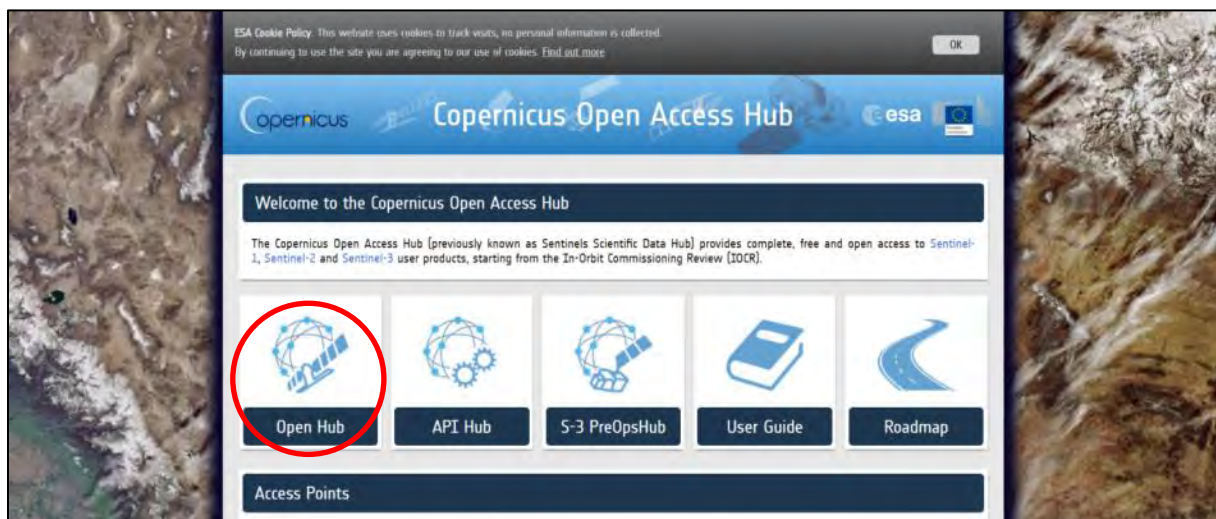 ESA Cookie Policy This website uses cookies to track visits, no personal information is collected.
By continuing to use the site you are agreeing to our use of cookies. Find out more
OK
opernicus
Copernicus Open Access Hub
esa
Welcome to the Copernicus Open Access Hub
The Copernicus Open Access Hub (previously known as Sentinels Scientific Data Hub) provides complete, free and open access to Sentinel-
1, Sentinel-2 and Sentinel-3 user products, starting from the In-Orbit Commissioning Review (IOCR).
Open Hub
API Hub
S-3 PreOpsHub
User Guide
Roadmap
Access Points